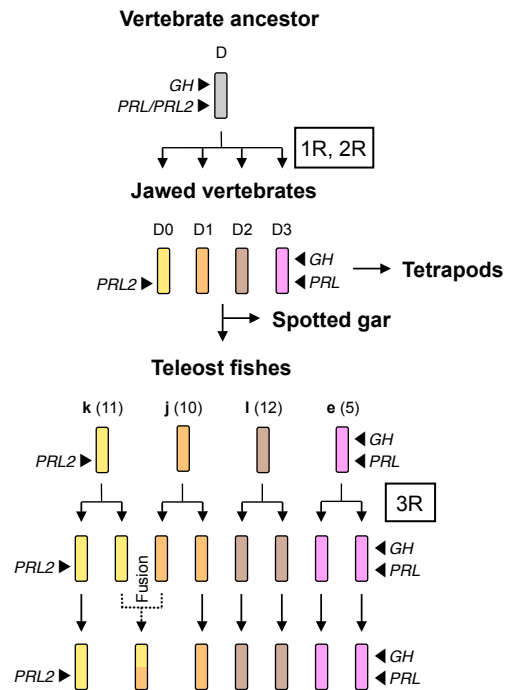 Vertebrate ancestor
D
GH
PRL/PRL2
1R, 2R
Jawed vertebrates
D0 D1 D2 D3
GH
PRL2 PRL
Tetrapods
Spotted gar
Teleost fishes
k (11) j (10) l (12) e (5)
GH
PRL2 PRL
3R
GH
PRL2 PRL
Fusion
GH
PRL2 PRL